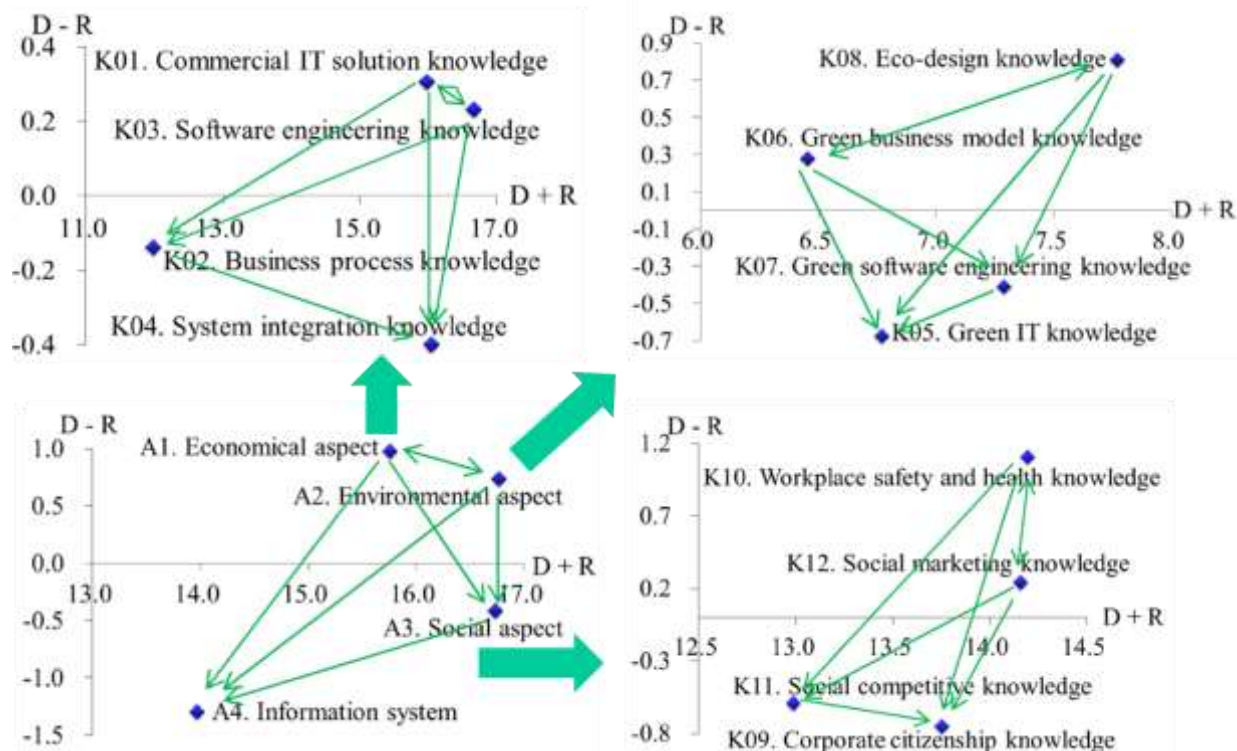 D - R
0.4
K01. Commercial IT solution knowledge
0.2
K03. Software engineering knowledge
0.0
D + R
11.0 13.0 15.0 17.0
-0.2
K02. Business process knowledge
K04. System integration knowledge
-0.4
D - R
0.9
K08. Eco-design knowledge
0.7
0.5
K06. Green business model knowledge
0.3
0.1
D + R
-0.1
6.0 6.5 7.0 7.5 8.0
-0.3
K07. Green software engineering knowledge
-0.5
K05. Green IT knowledge
-0.7
D - R
1.0
A1. Economical aspect
A2. Environmental aspect
0.5
0.0
D + R
13.0 14.0 15.0 16.0 17.0
-0.5
A3. Social aspect
-1.0
A4. Information system
-1.5
D - R
1.2
K10. Workplace safety and health knowledge
0.7
K12. Social marketing knowledge
0.2
D + R
12.5 13.0 13.5 14.0 14.5
-0.3
K11. Social competitive knowledge
-0.8
K09. Corporate citizenship knowledge